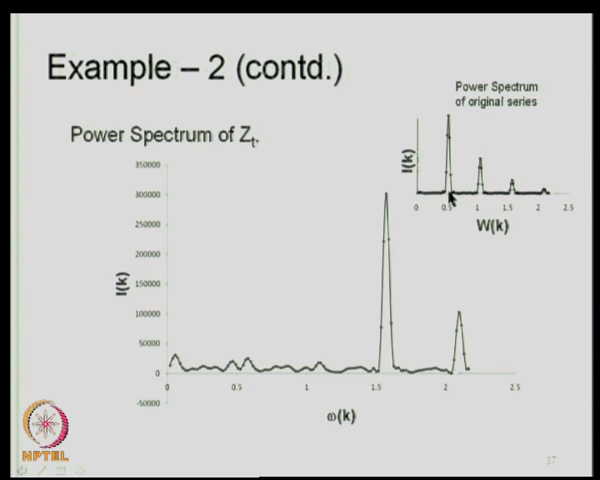 Example – 2 (contd.)
Power Spectrum
of original series
Power Spectrum of Zt.
I(k)
0 0.5 1 1.5 2 2.5
W(k)
350000
300000
250000
200000
150000
100000
50000
0
-50000
I(k)
0 0.5 1 1.5 2 2.5
ω(k)
NPTEL
37